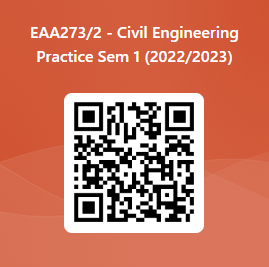 EAA273/2 - Civil Engineering
Practice Sem 1 (2022/2023)